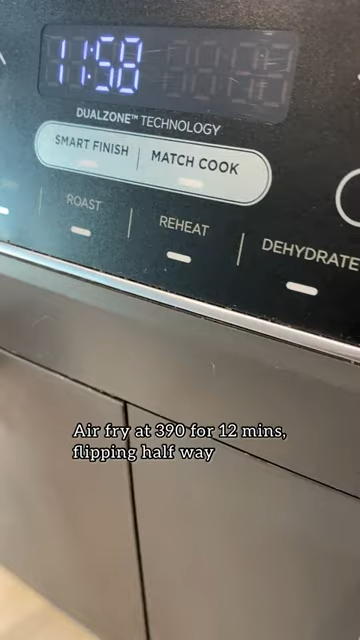 11:58
DUALZONE™ TECHNOLOGY
SMART FINISH | MATCH COOK
ROAST | REHEAT | DEHYDRATE
Air fry at 390 for 12 mins,
flipping half way